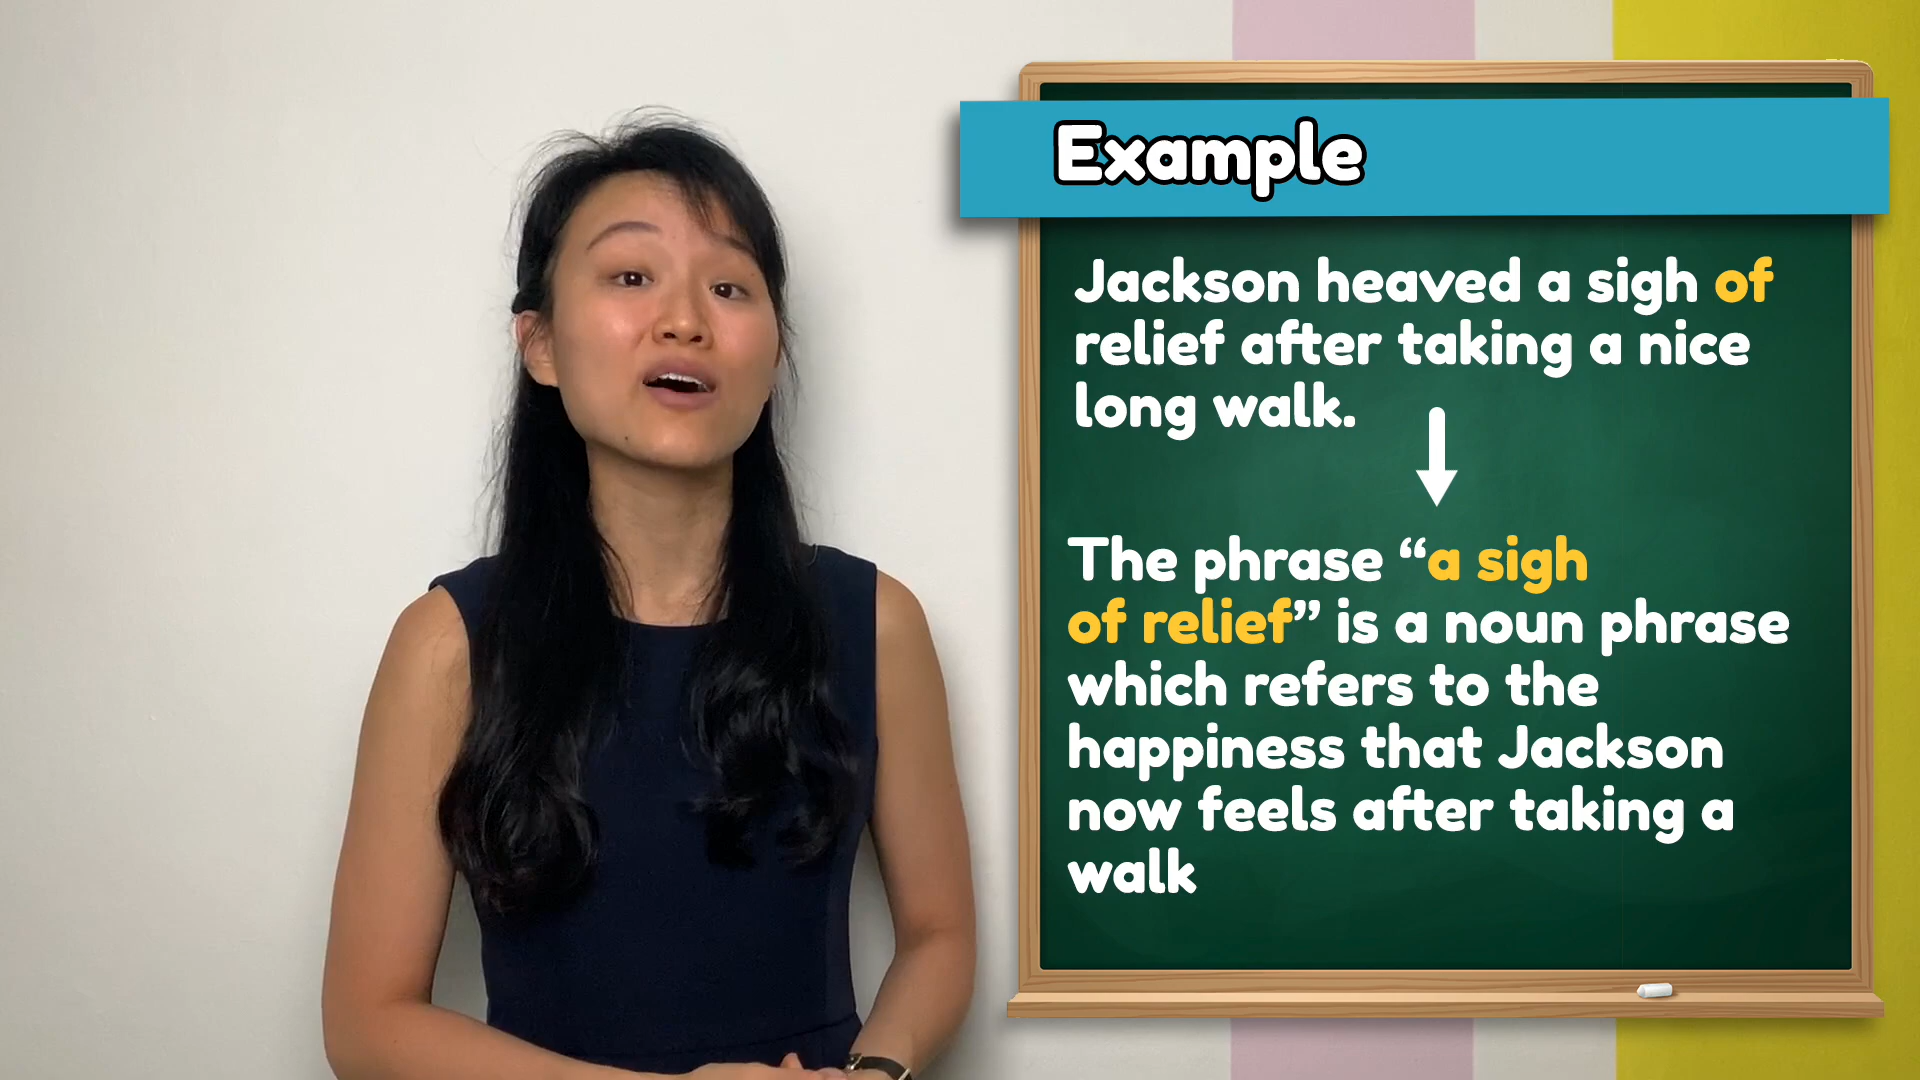 Example
Jackson heaved a sigh of
relief after taking a nice
long walk.
The phrase “a sigh
of relief” is a noun phrase
which refers to the
happiness that Jackson
now feels after taking a
walk